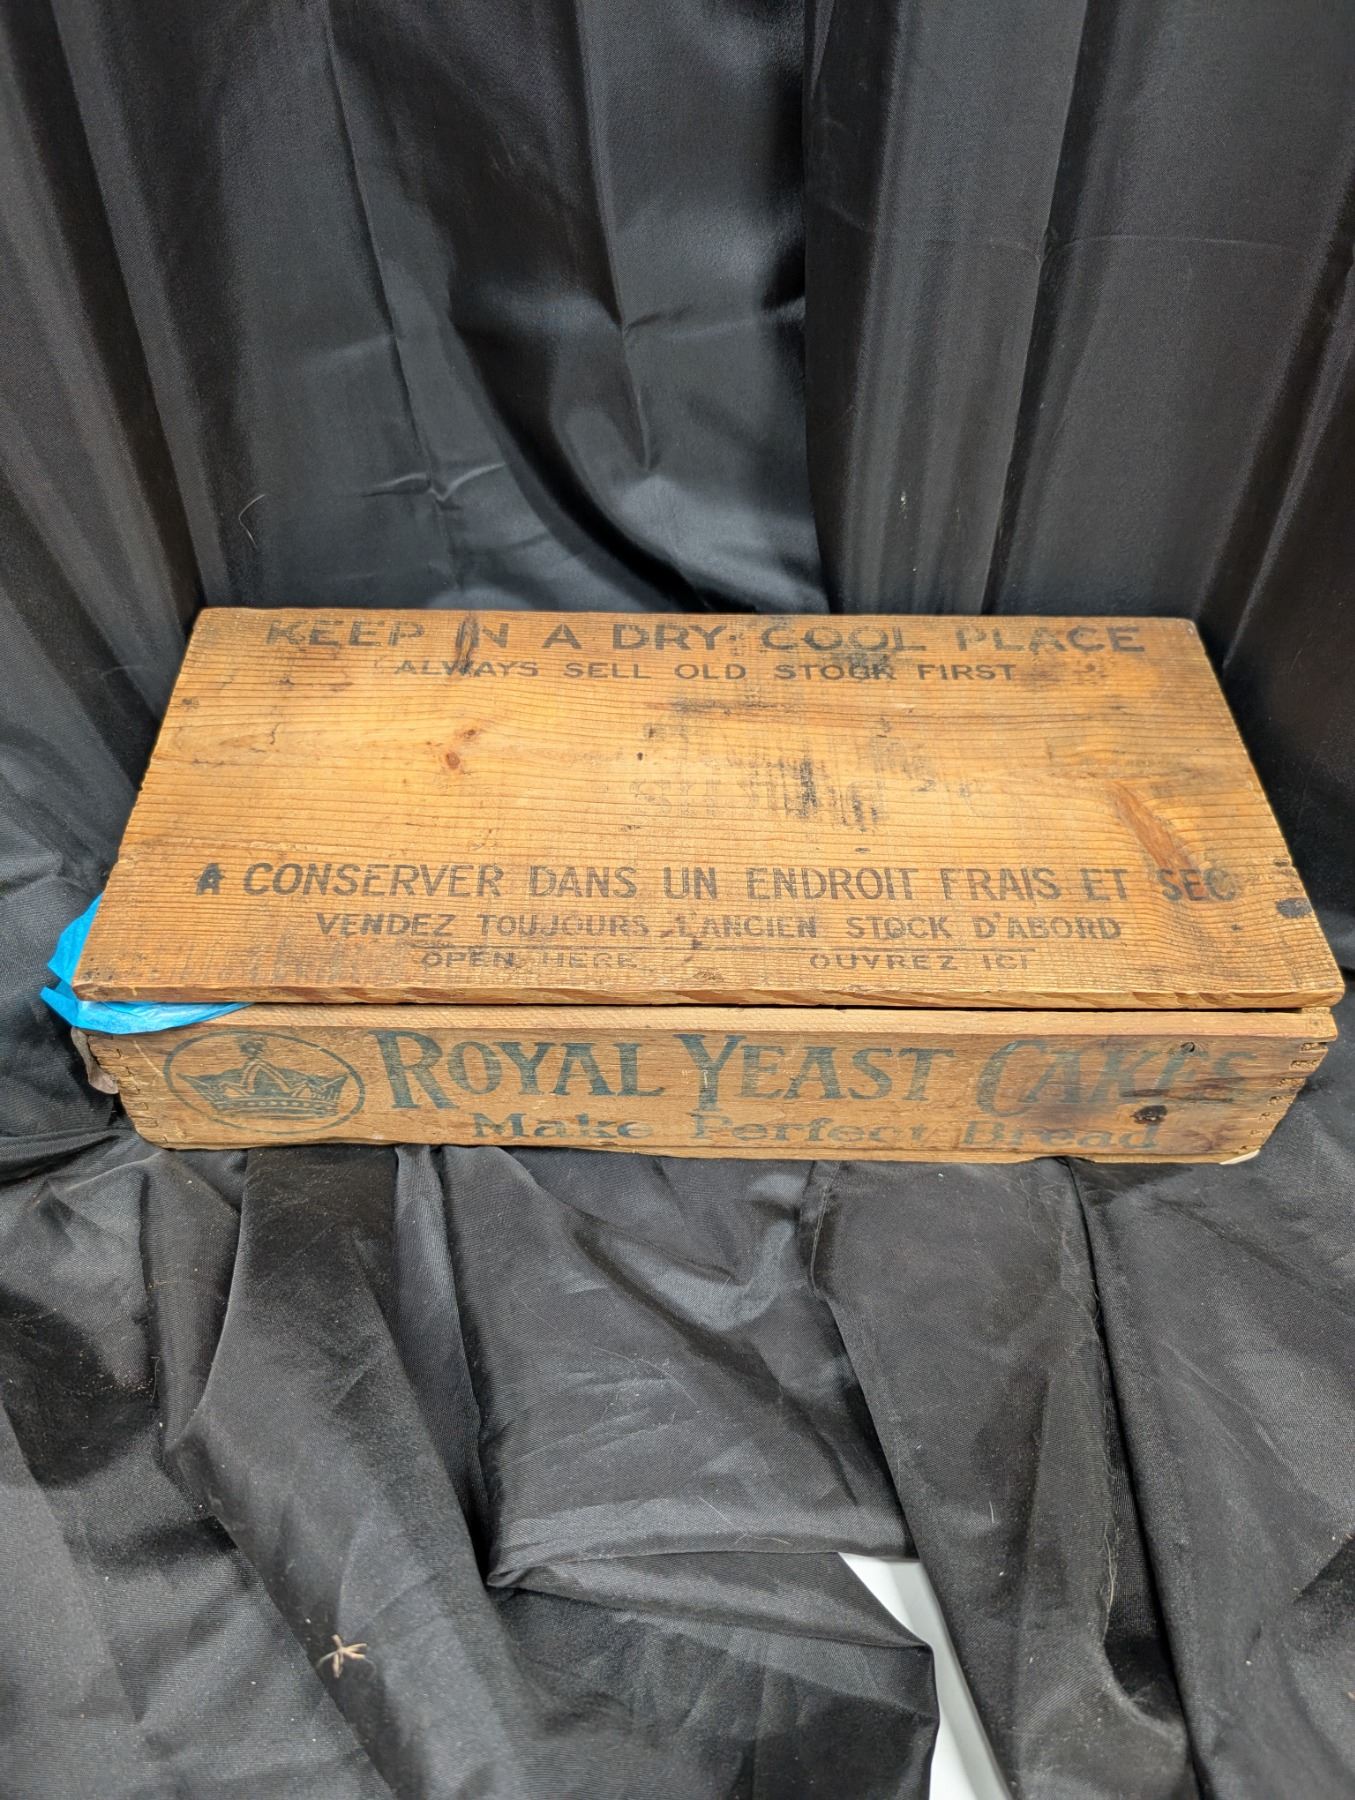 KEEP IN A DRY COOL PLACE
ALWAYS SELL OLD STOCK FIRST
A CONSERVER DANS UN ENDROIT FRAIS ET SEC
VENDEZ TOUJOURS L'ANCIEN STOCK D'ABORD
OPEN HERE OUVREZ ICI
ROYAL YEAST CAKES
Make Perfect Bread